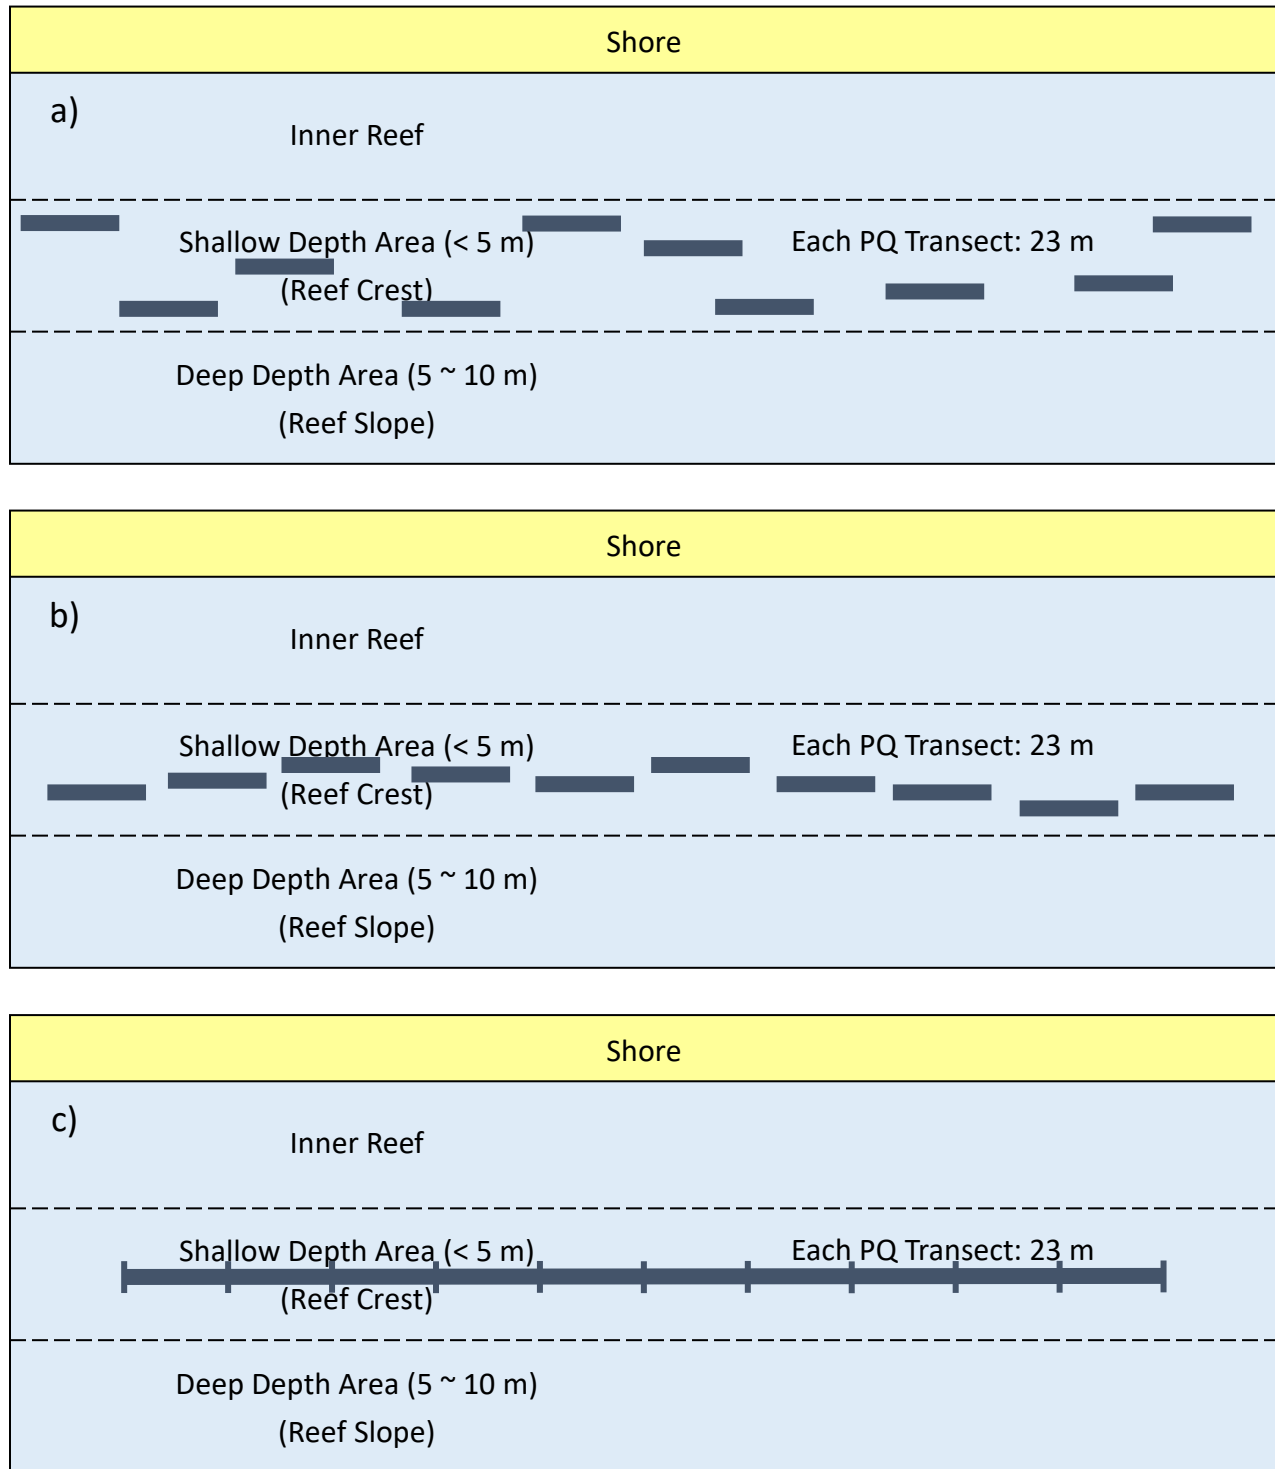 Shore
a)
Inner Reef
Shallow Depth Area (< 5 m)
Each PQ Transect: 23 m
(Reef Crest)
Deep Depth Area (5 ~ 10 m)
(Reef Slope)
Shore
b)
Inner Reef
Shallow Depth Area (< 5 m)
Each PQ Transect: 23 m
(Reef Crest)
Deep Depth Area (5 ~ 10 m)
(Reef Slope)
Shore
c)
Inner Reef
Shallow Depth Area (< 5 m)
Each PQ Transect: 23 m
(Reef Crest)
Deep Depth Area (5 ~ 10 m)
(Reef Slope)